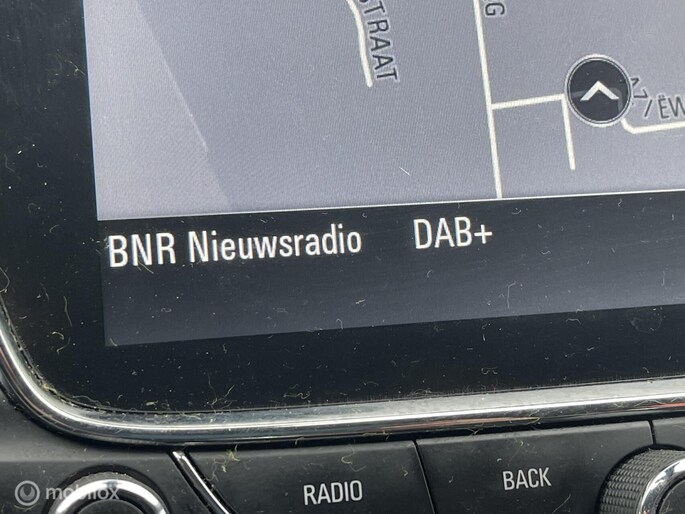 STRAAT
G
BNR Nieuwsradio DAB+
RADIO
BACK
mobilox